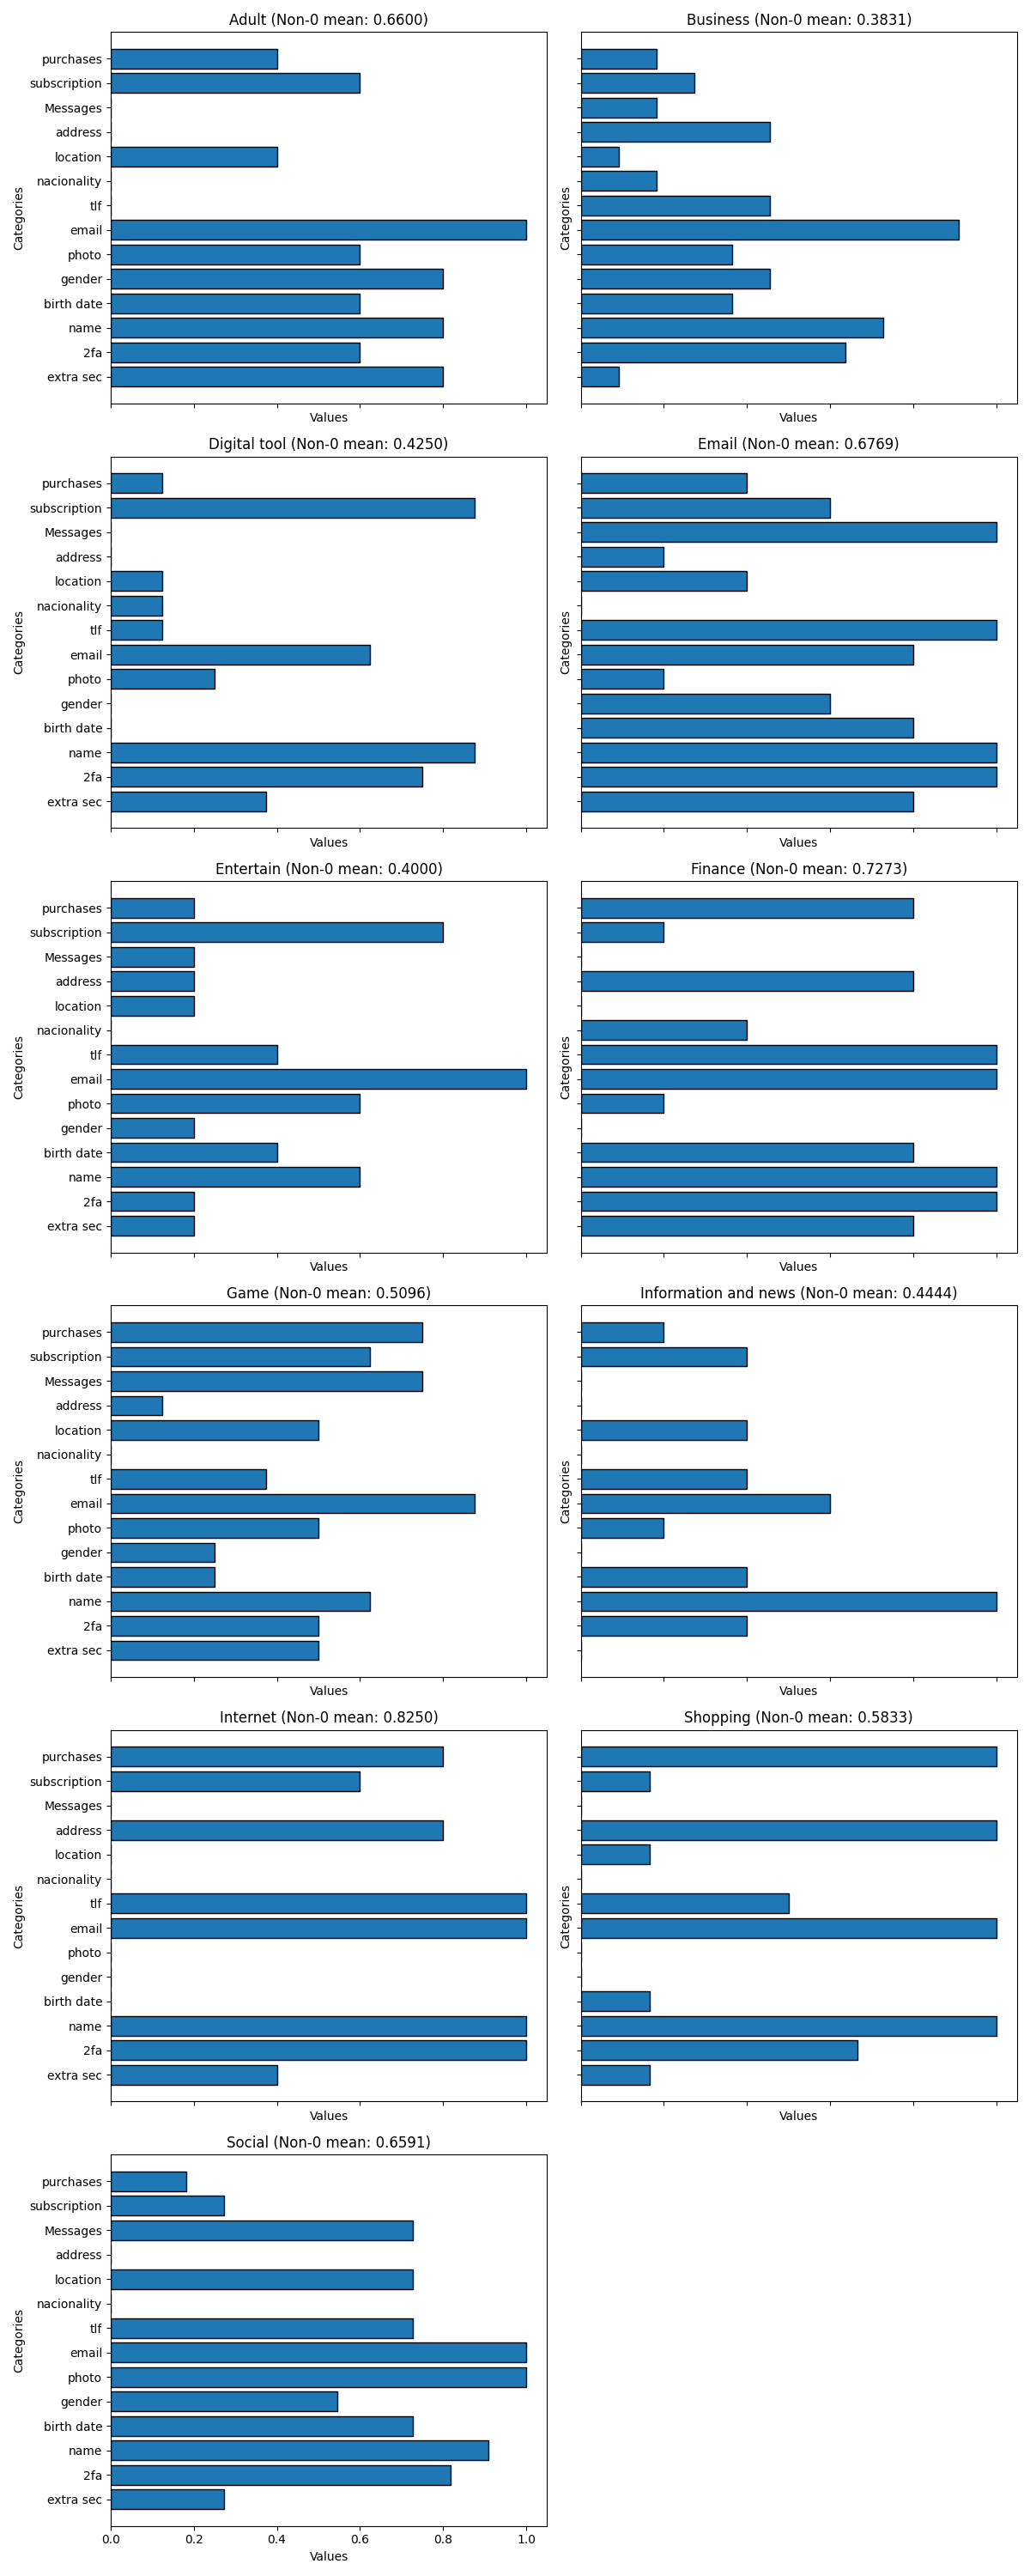 Adult (Non-0 mean: 0.6600)
Categories
purchases
subscription
Messages
address
location
nacionality
tlf
email
photo
gender
birth date
name
2fa
extra sec
Values
Business (Non-0 mean: 0.3831)
Categories
Values
Digital tool (Non-0 mean: 0.4250)
Categories
purchases
subscription
Messages
address
location
nacionality
tlf
email
photo
gender
birth date
name
2fa
extra sec
Values
Email (Non-0 mean: 0.6769)
Categories
Values
Entertain (Non-0 mean: 0.4000)
Categories
purchases
subscription
Messages
address
location
nacionality
tlf
email
photo
gender
birth date
name
2fa
extra sec
Values
Finance (Non-0 mean: 0.7273)
Categories
Values
Game (Non-0 mean: 0.5096)
Categories
purchases
subscription
Messages
address
location
nacionality
tlf
email
photo
gender
birth date
name
2fa
extra sec
Values
Information and news (Non-0 mean: 0.4444)
Categories
Values
Internet (Non-0 mean: 0.8250)
Categories
purchases
subscription
Messages
address
location
nacionality
tlf
email
photo
gender
birth date
name
2fa
extra sec
Values
Shopping (Non-0 mean: 0.5833)
Categories
Values
Social (Non-0 mean: 0.6591)
Categories
purchases
subscription
Messages
address
location
nacionality
tlf
email
photo
gender
birth date
name
2fa
extra sec
0.0 0.2 0.4 0.6 0.8 1.0
Values